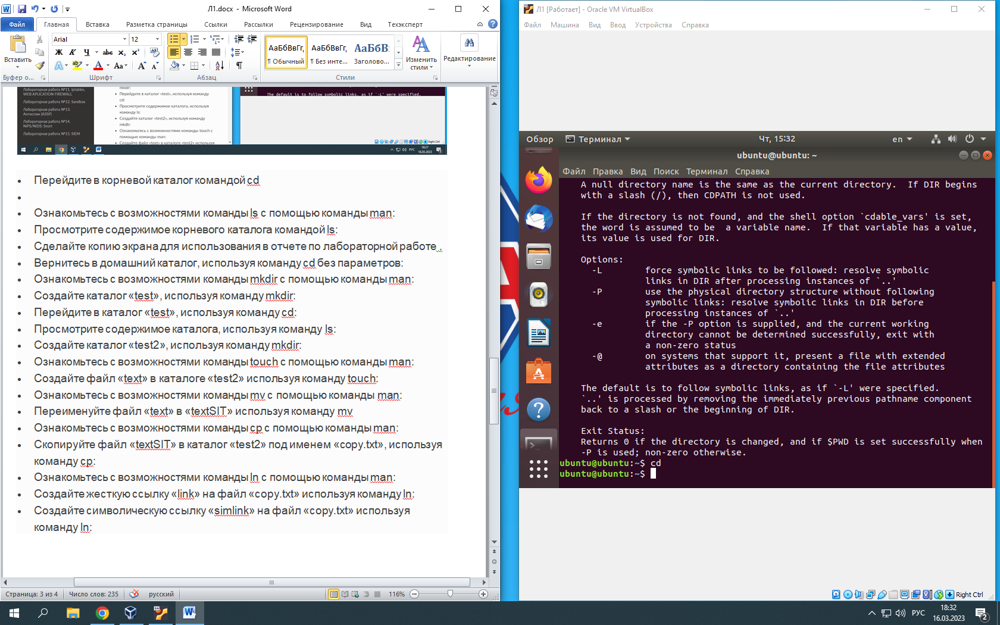 Л1.docx - Microsoft Word
Файл Главная Вставка Разметка страницы Ссылки Рассылки Рецензирование Вид Техэксперт
Arial 12
Вставить
Ж К Ч abc x₂ x²
Aa
АаБбВвГг, АаБбВвГг, АаБбВ
¶ Обычный ¶ Без инте... Заголово...
Изменить стили
Редактирование
Буфер о... Шрифт Абзац Стили
Лабораторная работа №11. Iptables,
WEB APLICATION FIREWALL
Лабораторная работа №12. Sandbox
Лабораторная работа №13.
Антиспам (ASSP)
Лабораторная работа №14.
NIPS/NIDS: Snort
Лабораторная работа №15. SIEM
mkdir:
• Перейдите в каталог «test», используя команду
cd:
• Просмотрите содержимое каталога, используя
команду ls:
• Создайте каталог «test2», используя команду
mkdir:
• Ознакомьтесь с возможностями команды touch с
помощью команды man:
• Создайте файл «text» в каталоге «test2» используя
The default is to follow symbolic links, as if `-L' were specified.
Right Ctrl
РУС
18:27
16.03.2023
• Перейдите в корневой каталог командой cd
•
• Ознакомьтесь с возможностями команды ls с помощью команды man:
• Просмотрите содержимое корневого каталога командой ls:
• Сделайте копию экрана для использования в отчете по лабораторной работе .
• Вернитесь в домашний каталог, используя команду cd без параметров:
• Ознакомьтесь с возможностями команды mkdir с помощью команды man:
• Создайте каталог «test», используя команду mkdir:
• Перейдите в каталог «test», используя команду cd:
• Просмотрите содержимое каталога, используя команду ls:
• Создайте каталог «test2», используя команду mkdir:
• Ознакомьтесь с возможностями команды touch с помощью команды man:
• Создайте файл «text» в каталоге «test2» используя команду touch:
• Ознакомьтесь с возможностями команды mv с помощью команды man:
• Переименуйте файл «text» в «textSIT» используя команду mv
• Ознакомьтесь с возможностями команды cp с помощью команды man:
• Скопируйте файл «textSIT» в каталог «test2» под именем «copy.txt», используя
команду cp:
• Ознакомьтесь с возможностями команды ln с помощью команды man:
• Создайте жесткую ссылку «link» на файл «copy.txt» используя команду ln:
• Создайте символическую ссылку «simlink» на файл «copy.txt» используя
команду ln:
Страница: 3 из 4 Число слов: 235 русский 116%
Л1 [Работает] - Oracle VM VirtualBox
Файл Машина Вид Ввод Устройства Справка
Обзор Терминал Чт, 15:32 en
ubuntu@ubuntu: ~
Файл Правка Вид Поиск Терминал Справка
A null directory name is the same as the current directory.  If DIR begins
with a slash (/), then CDPATH is not used.
If the directory is not found, and the shell option `cdable_vars' is set,
the word is assumed to be  a variable name.  If that variable has a value,
its value is used for DIR.
Options:
-L force symbolic links to be followed: resolve symbolic
links in DIR after processing instances of `..'
-P use the physical directory structure without following
symbolic links: resolve symbolic links in DIR before
processing instances of `..'
-e if the -P option is supplied, and the current working
directory cannot be determined successfully, exit with
a non-zero status
-@ on systems that support it, present a file with extended
attributes as a directory containing the file attributes
The default is to follow symbolic links, as if `-L' were specified.
`..' is processed by removing the immediately previous pathname component
back to a slash or the beginning of DIR.
Exit Status:
Returns 0 if the directory is changed, and if $PWD is set successfully when
-P is used; non-zero otherwise.
ubuntu@ubuntu:~$ cd
ubuntu@ubuntu:~$
Right Ctrl
РУС
18:32
16.03.2023
2